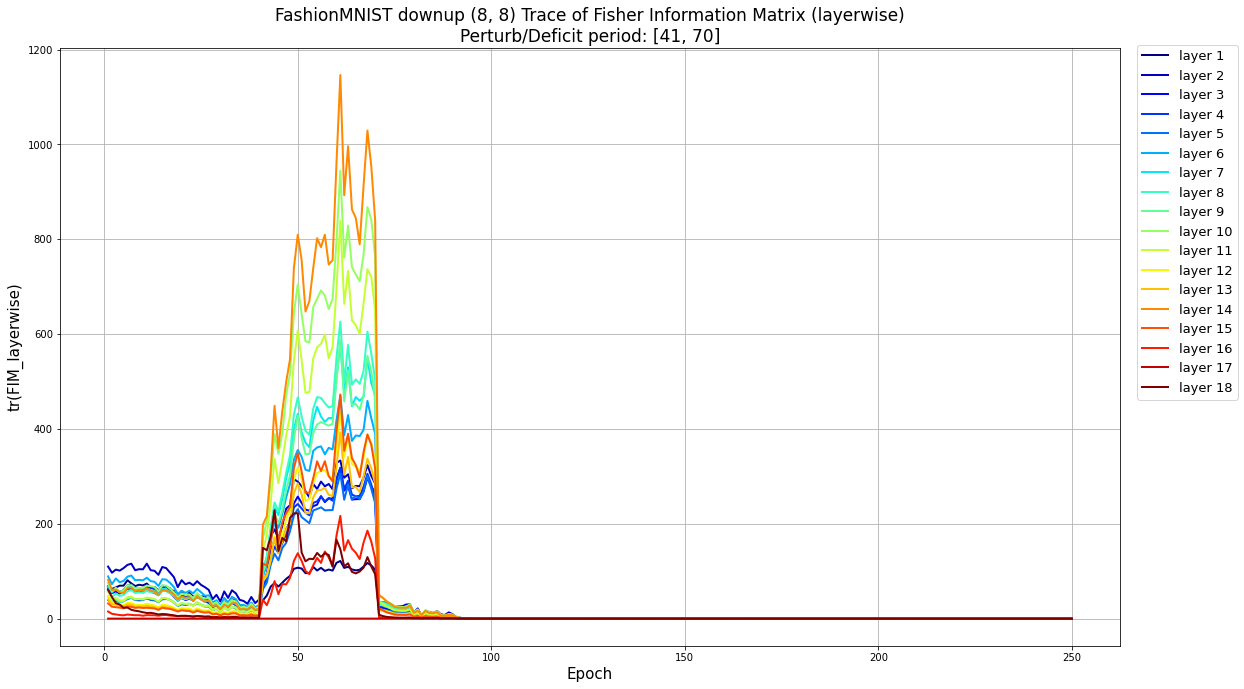 FashionMNIST downup (8, 8) Trace of Fisher Information Matrix (layerwise)
Perturb/Deficit period: [41, 70]
tr(FIM_layerwise)
1200
1000
800
600
400
200
0
0 50 100 150 200 250
Epoch
layer 1
layer 2
layer 3
layer 4
layer 5
layer 6
layer 7
layer 8
layer 9
layer 10
layer 11
layer 12
layer 13
layer 14
layer 15
layer 16
layer 17
layer 18